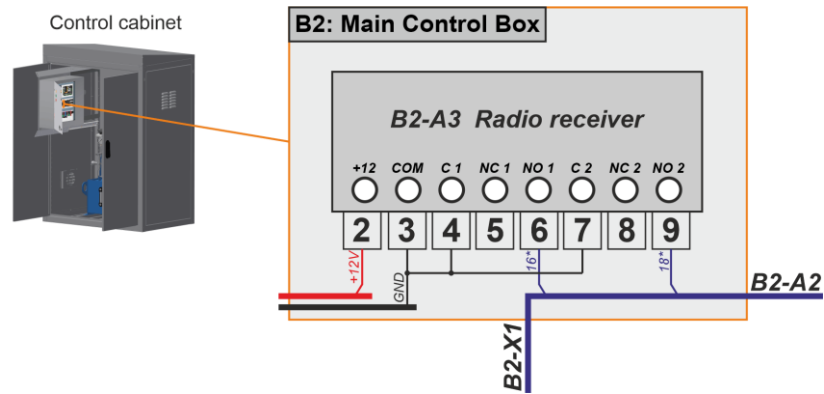 Control cabinet
B2: Main Control Box
B2-A3 Radio receiver
+12 COM C 1 NC 1 NO 1 C 2 NC 2 NO 2
2 3 4 5 6 7 8 9
+12V
GND
16*
18*
B2-A2
B2-X1